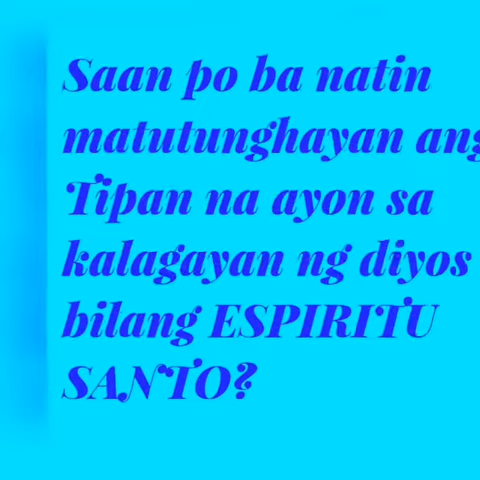 Saan po ba natin
matutunghayan ang
Tipan na ayon sa
kalagayan ng diyos
bilang ESPIRITU
SANTO?